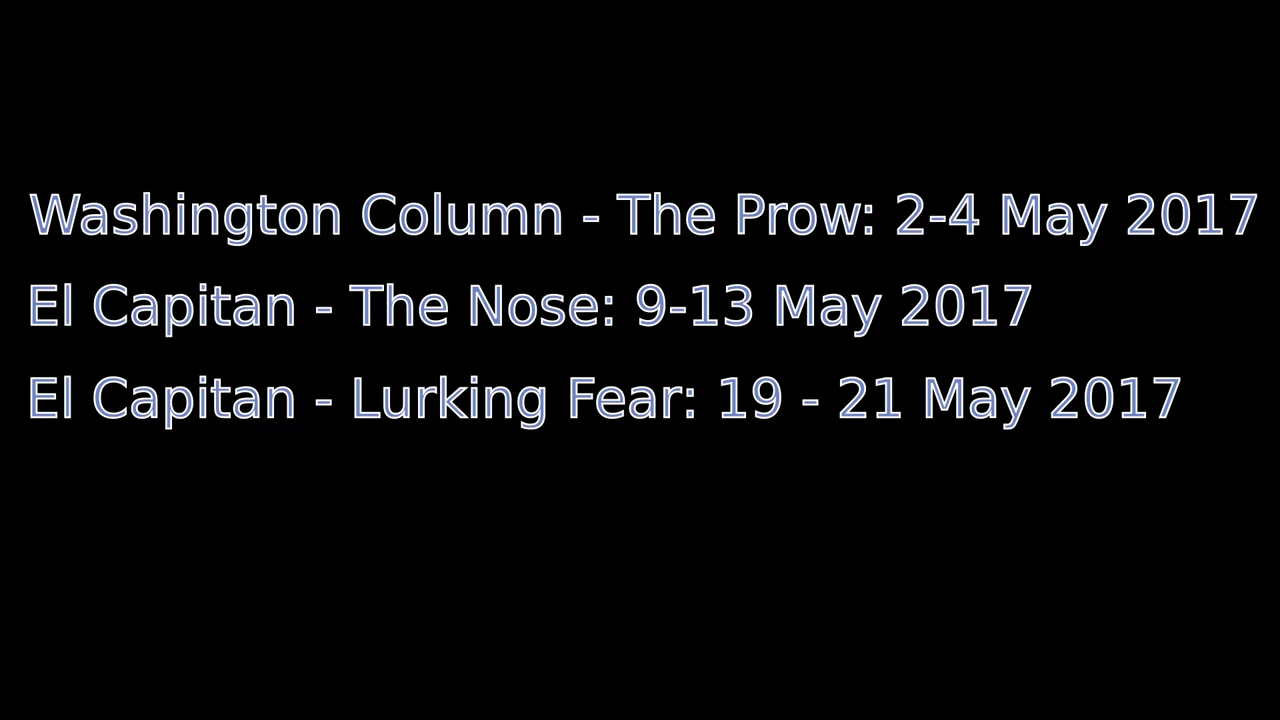 Washington Column - The Prow: 2-4 May 2017
El Capitan - The Nose: 9-13 May 2017
El Capitan - Lurking Fear: 19 - 21 May 2017